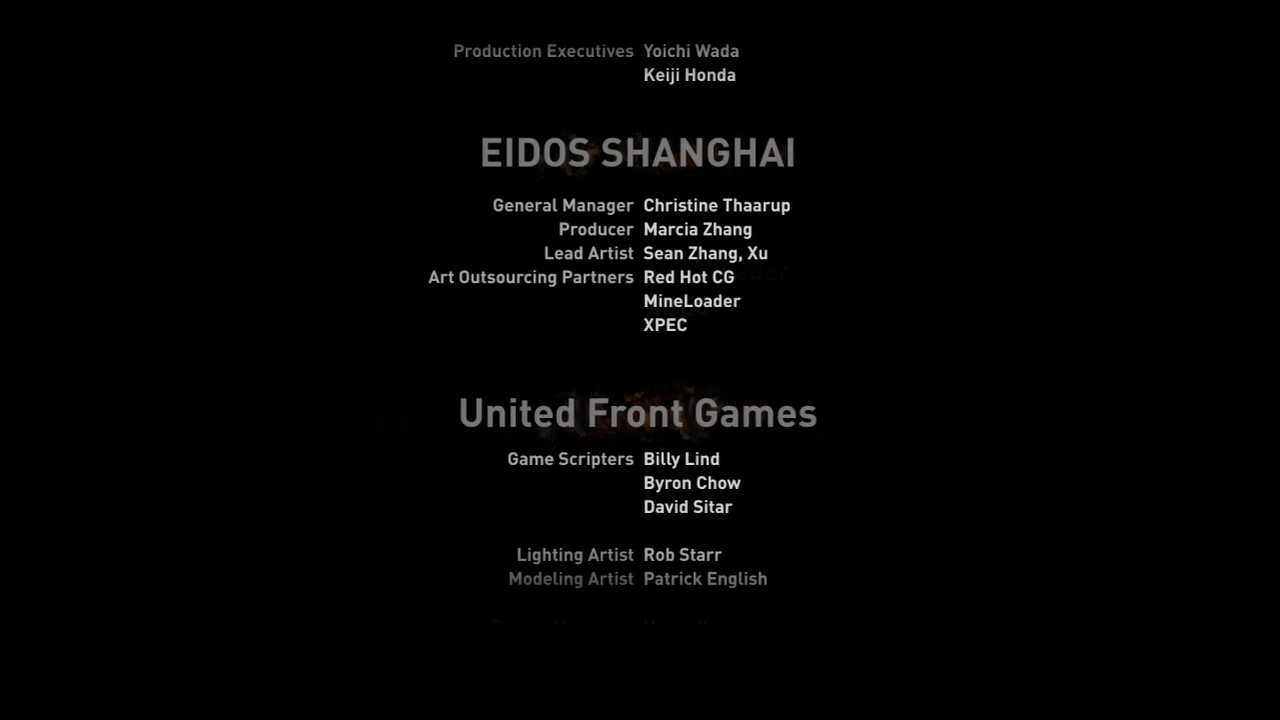 Production Executives Yoichi Wada
Keiji Honda
EIDOS SHANGHAI
General Manager Christine Thaarup
Producer Marcia Zhang
Lead Artist Sean Zhang, Xu
Art Outsourcing Partners Red Hot CG
MineLoader
XPEC
United Front Games
Game Scripters Billy Lind
Byron Chow
David Sitar
Lighting Artist Rob Starr
Modeling Artist Patrick English